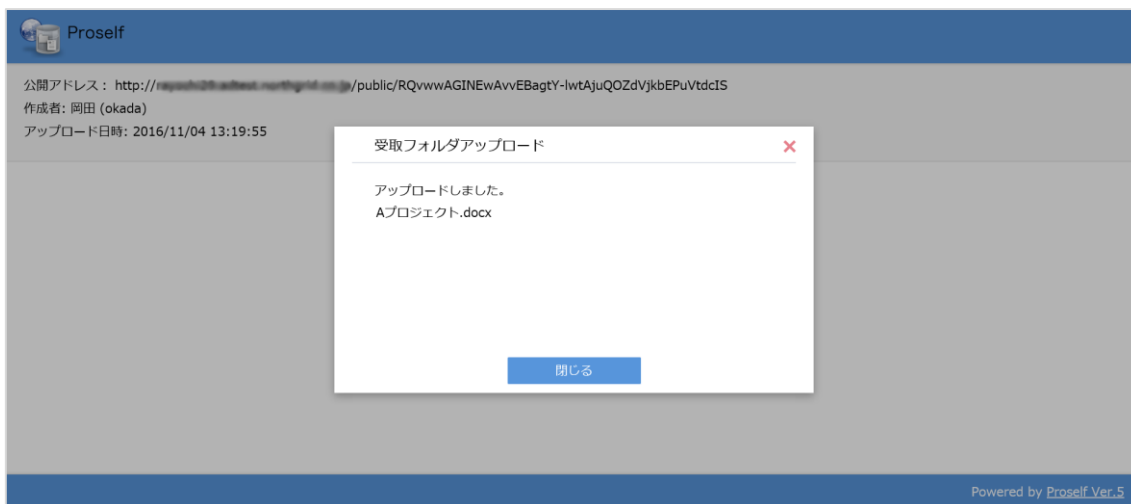 Proself
公開アドレス： http:// /public/RQvwwAGINEwAvvEBagtY-lwtAjuQOZdVjkbEPuVtdcIS
作成者: 岡田 (okada)
アップロード日時: 2016/11/04 13:19:55
受取フォルダアップロード
アップロードしました。
Aプロジェクト.docx
閉じる
Powered by Proself Ver.5